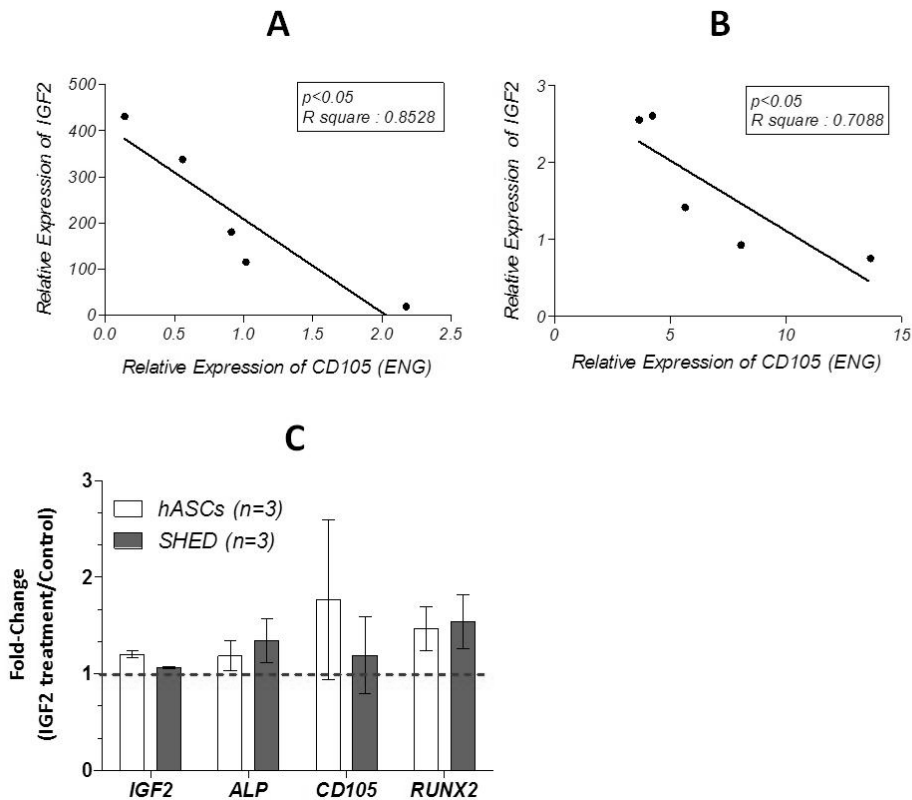 A
B
Relative Expression of IGF2
500
400
300
200
100
0
0.0
0.5
1.0
1.5
2.0
2.5
p<0.05
R square : 0.8528
Relative Expression of CD105 (ENG)
Relative Expression of IGF2
3
2
1
0
0
5
10
15
p<0.05
R square : 0.7088
Relative Expression of CD105 (ENG)
C
Fold-Change
(IGF2 treatment/Control)
3
2
1
0
hASCs (n=3)
SHED (n=3)
IGF2
ALP
CD105
RUNX2